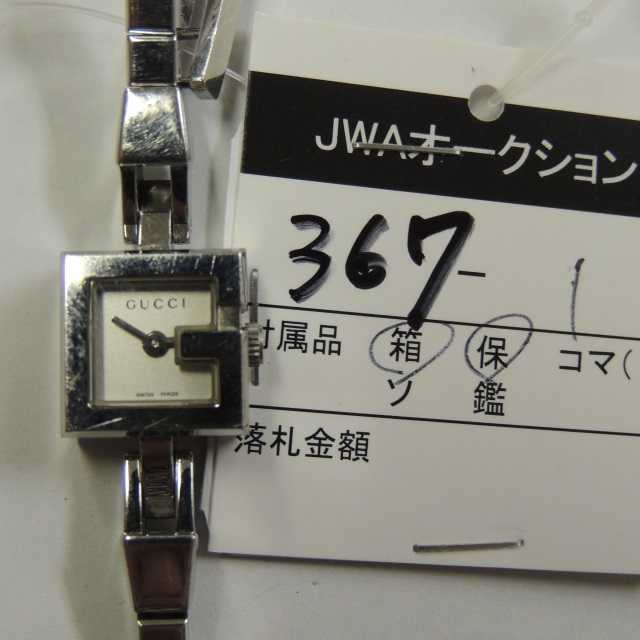 GUCCI
SWISS MADE
JWAオークション
367-1
付属品 箱 保 コマ(
ソ 鑑
落札金額